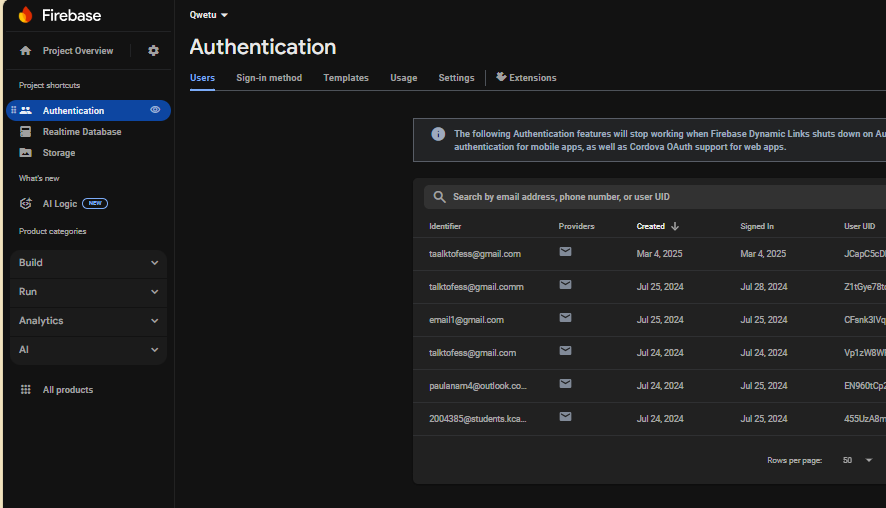 Firebase
Qwetu
Project Overview
Authentication
Project shortcuts
Users Sign-in method Templates Usage Settings Extensions
Authentication
Realtime Database
Storage
What's new
AI Logic NEW
Product categories
Build
Run
Analytics
AI
All products
The following Authentication features will stop working when Firebase Dynamic Links shuts down on Au
authentication for mobile apps, as well as Cordova OAuth support for web apps.
Search by email address, phone number, or user UID
Identifier Providers Created Signed In User UID
taalktofess@gmail.com Mar 4, 2025 Mar 4, 2025 JCapC5cD
talktofess@gmail.comm Jul 25, 2024 Jul 28, 2024 Z1tGye78t
email1@gmail.com Jul 25, 2024 Jul 25, 2024 CFsnk3IVq
talktofess@gmail.com Jul 24, 2024 Jul 24, 2024 Vp1zW8W
paulanam4@outlook.co... Jul 24, 2024 Jul 24, 2024 EN960tCp2
2004385@students.kca... Jul 24, 2024 Jul 25, 2024 455UzA8m
Rows per page: 50